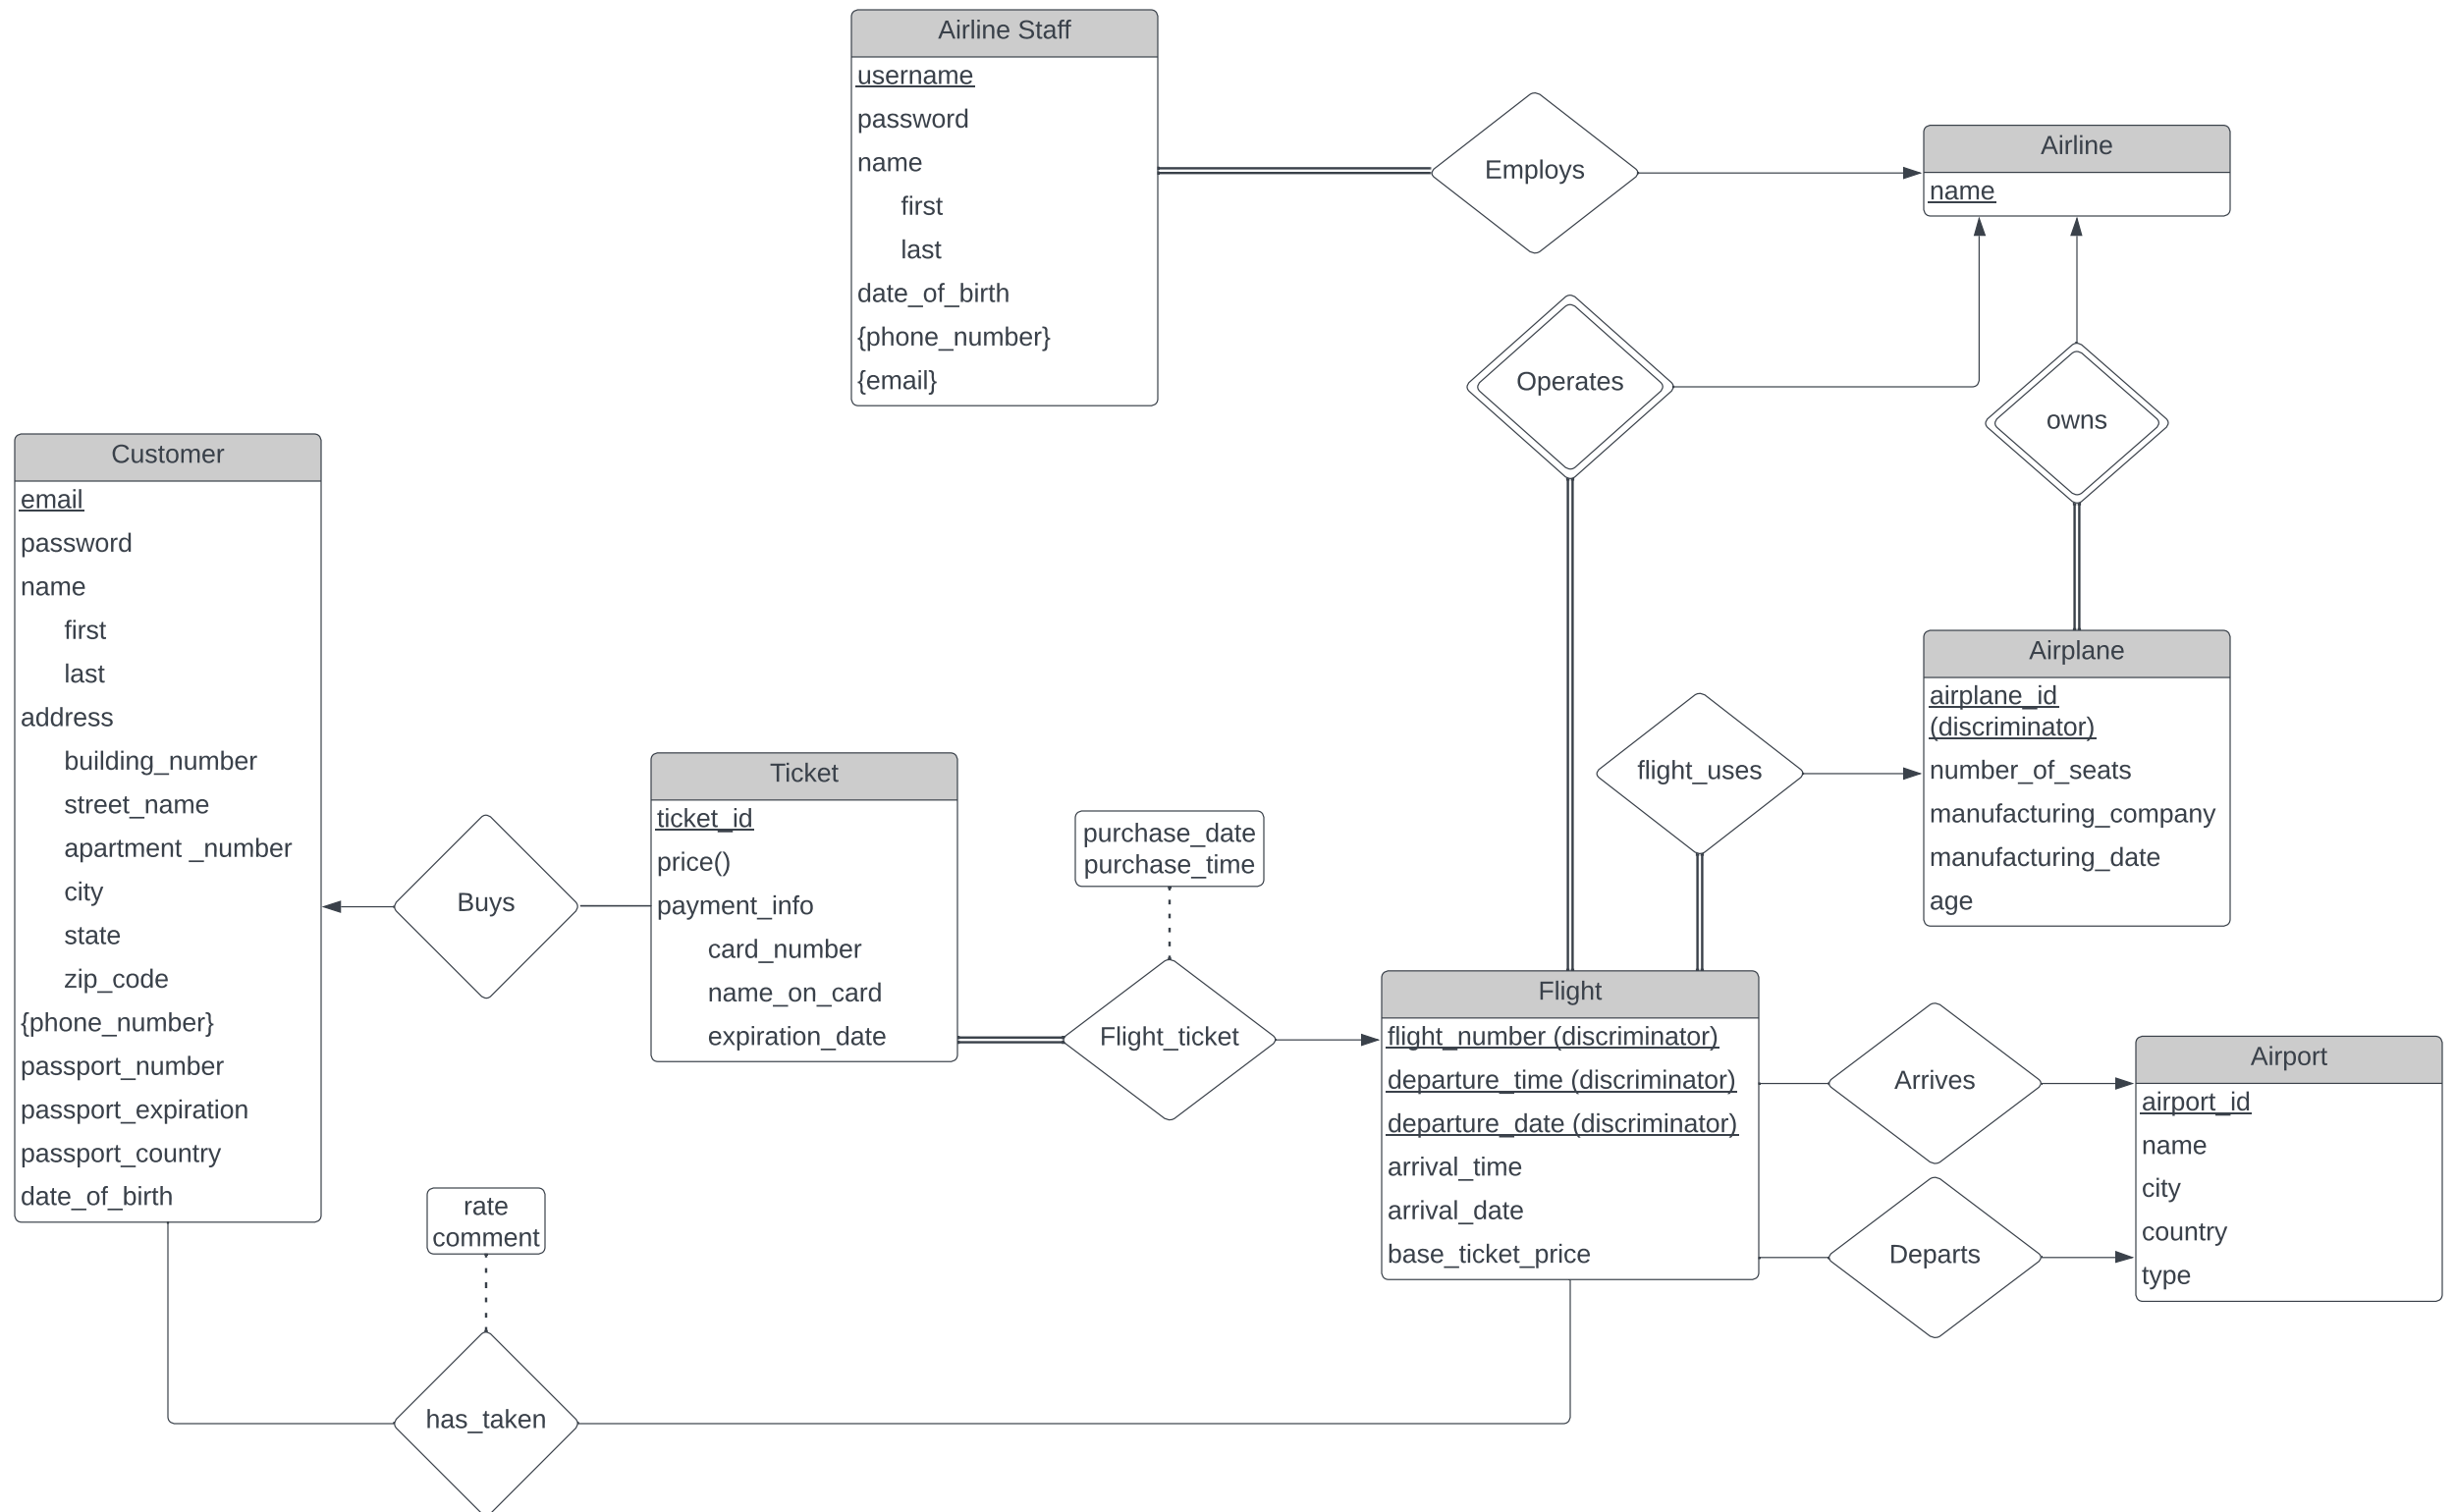 Airline Staff
username
password
name
first
last
date_of_birth
{phone_number}
{email}
Employs
Airline
name
Operates
owns
Customer
email
password
name
first
last
address
building_number
street_name
apartment _number
city
state
zip_code
{phone_number}
passport_number
passport_expiration
passport_country
date_of_birth
Buys
Ticket
ticket_id
price()
payment_info
card_number
name_on_card
expiration_date
purchase_date
purchase_time
Flight_ticket
flight_uses
Airplane
airplane_id
(discriminator)
number_of_seats
manufacturing_company
manufacturing_date
age
Flight
flight_number (discriminator)
departure_time (discriminator)
departure_date (discriminator)
arrival_time
arrival_date
base_ticket_price
Arrives
Departs
Airport
airport_id
name
city
country
type
rate
comment
has_taken